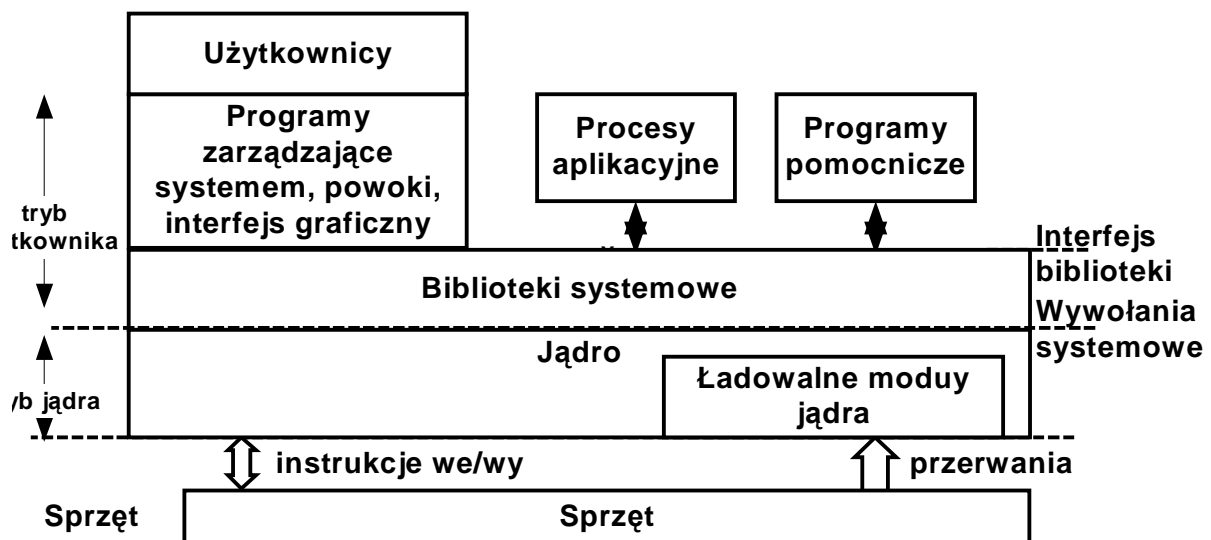 Użytkownicy
Programy
zarządzające
systemem, powoki,
interfejs graficzny
Procesy
aplikacyjne
Programy
pomocnicze
tryb
tkownika
Interfejs
biblioteki
Biblioteki systemowe
Wywołania
systemowe
Jądro
Ładowalne moduy
jądra
yb jądra
instrukcje we/wy
przerwania
Sprzęt
Sprzęt